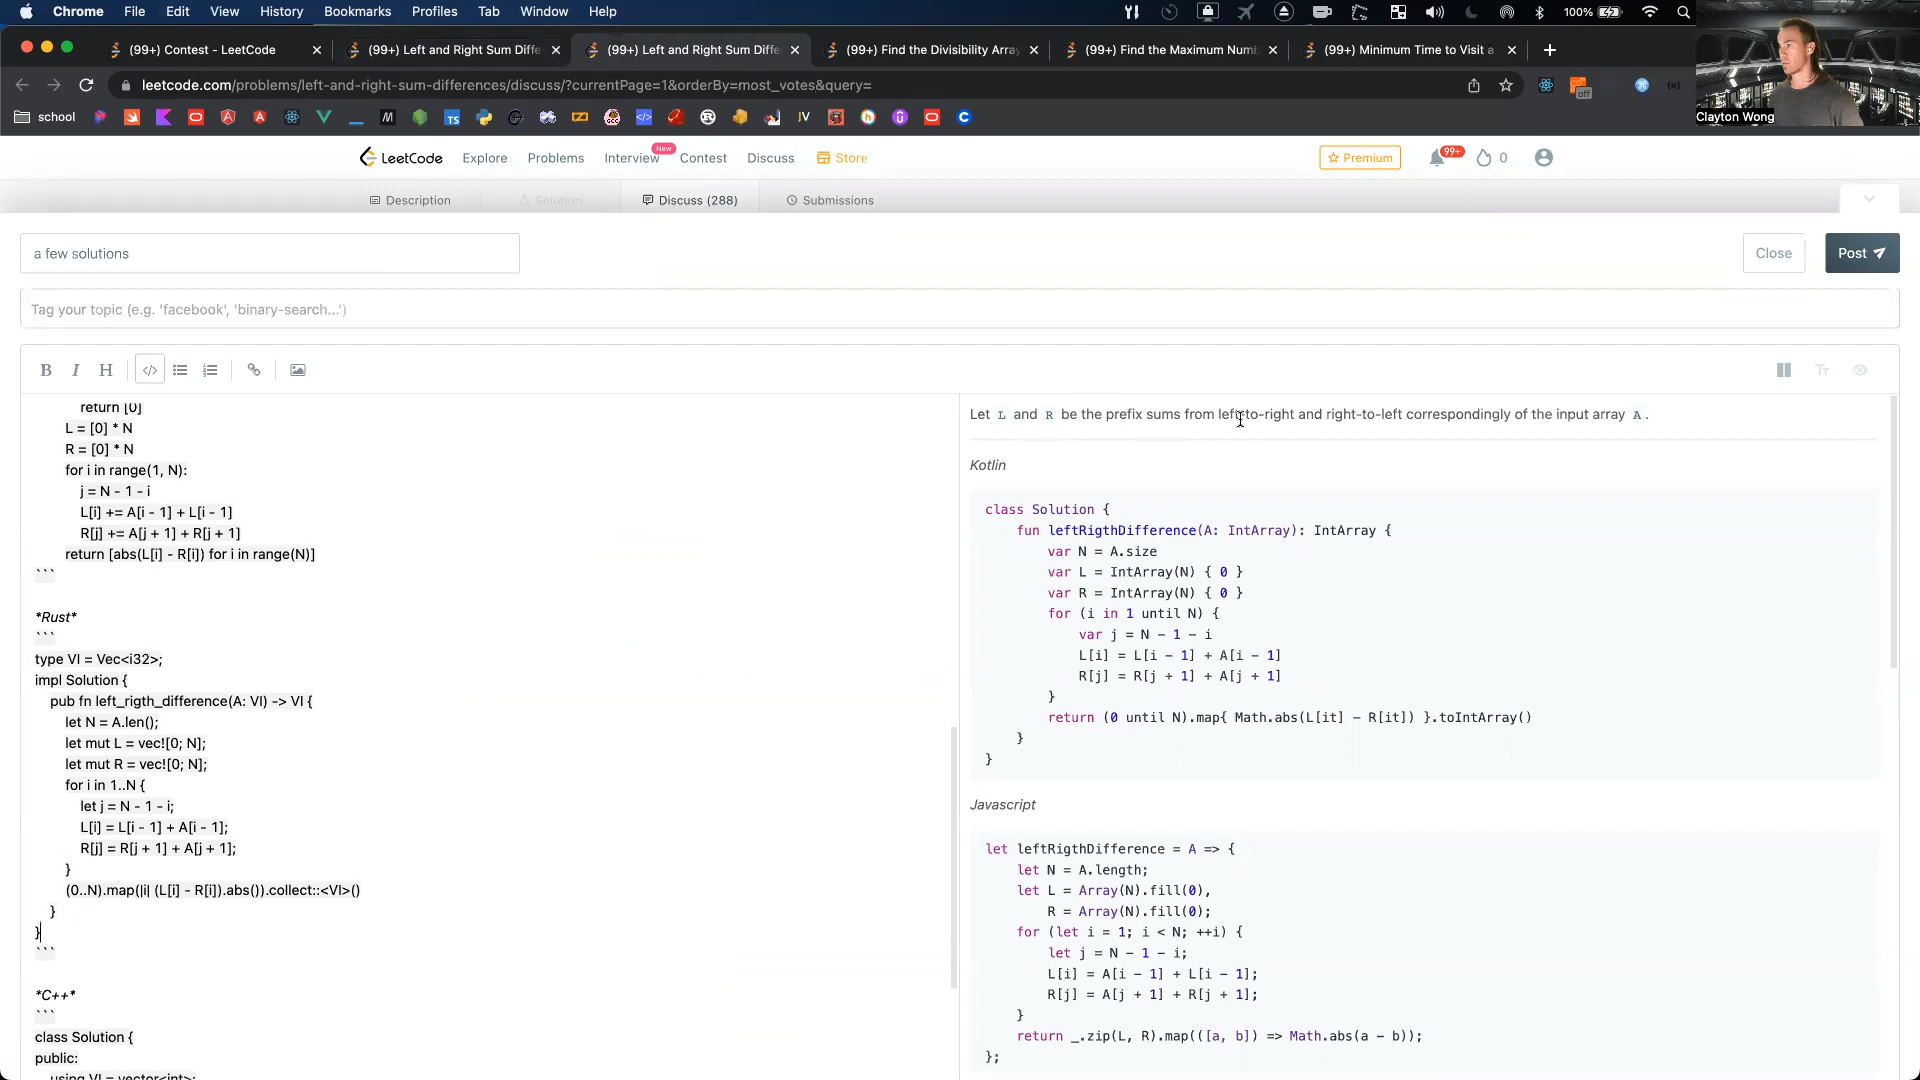 Chrome File Edit View History Bookmarks Profiles Tab Window Help 100%
(99+) Contest - LeetCode (99+) Left and Right Sum Diffe (99+) Left and Right Sum Diffe (99+) Find the Divisibility Array (99+) Find the Maximum Num (99+) Minimum Time to Visit a
leetcode.com/problems/left-and-right-sum-differences/discuss/?currentPage=1&orderBy=most_votes&query=
off
school TS JV
Clayton Wong
LeetCode Explore Problems Interview New Contest Discuss Store Premium 99+ 0
Description Solution Discuss (288) Submissions
a few solutions
Close Post
Tag your topic (e.g. 'facebook', 'binary-search...')
B I H </>
return [0]
L = [0] * N
R = [0] * N
for i in range(1, N):
j = N - 1 - i
L[i] += A[i - 1] + L[i - 1]
R[j] += A[j + 1] + R[j + 1]
return [abs(L[i] - R[i]) for i in range(N)]
```
*Rust*
```
type VI = Vec<i32>;
impl Solution {
pub fn left_rigth_difference(A: VI) -> VI {
let N = A.len();
let mut L = vec![0; N];
let mut R = vec![0; N];
for i in 1..N {
let j = N - 1 - i;
L[i] = L[i - 1] + A[i - 1];
R[j] = R[j + 1] + A[j + 1];
}
(0..N).map(|i| (L[i] - R[i]).abs()).collect::<VI>()
}
}
```
*C++*
```
class Solution {
public:
using VI = vector<int>;
Let L and R be the prefix sums from left-to-right and right-to-left correspondingly of the input array A.
Kotlin
class Solution {
fun leftRigthDifference(A: IntArray): IntArray {
var N = A.size
var L = IntArray(N) { 0 }
var R = IntArray(N) { 0 }
for (i in 1 until N) {
var j = N - 1 - i
L[i] = L[i - 1] + A[i - 1]
R[j] = R[j + 1] + A[j + 1]
}
return (0 until N).map{ Math.abs(L[it] - R[it]) }.toIntArray()
}
}
Javascript
let leftRigthDifference = A => {
let N = A.length;
let L = Array(N).fill(0),
R = Array(N).fill(0);
for (let i = 1; i < N; ++i) {
let j = N - 1 - i;
L[i] = A[i - 1] + L[i - 1];
R[j] = A[j + 1] + R[j + 1];
}
return _.zip(L, R).map(([a, b]) => Math.abs(a - b));
};